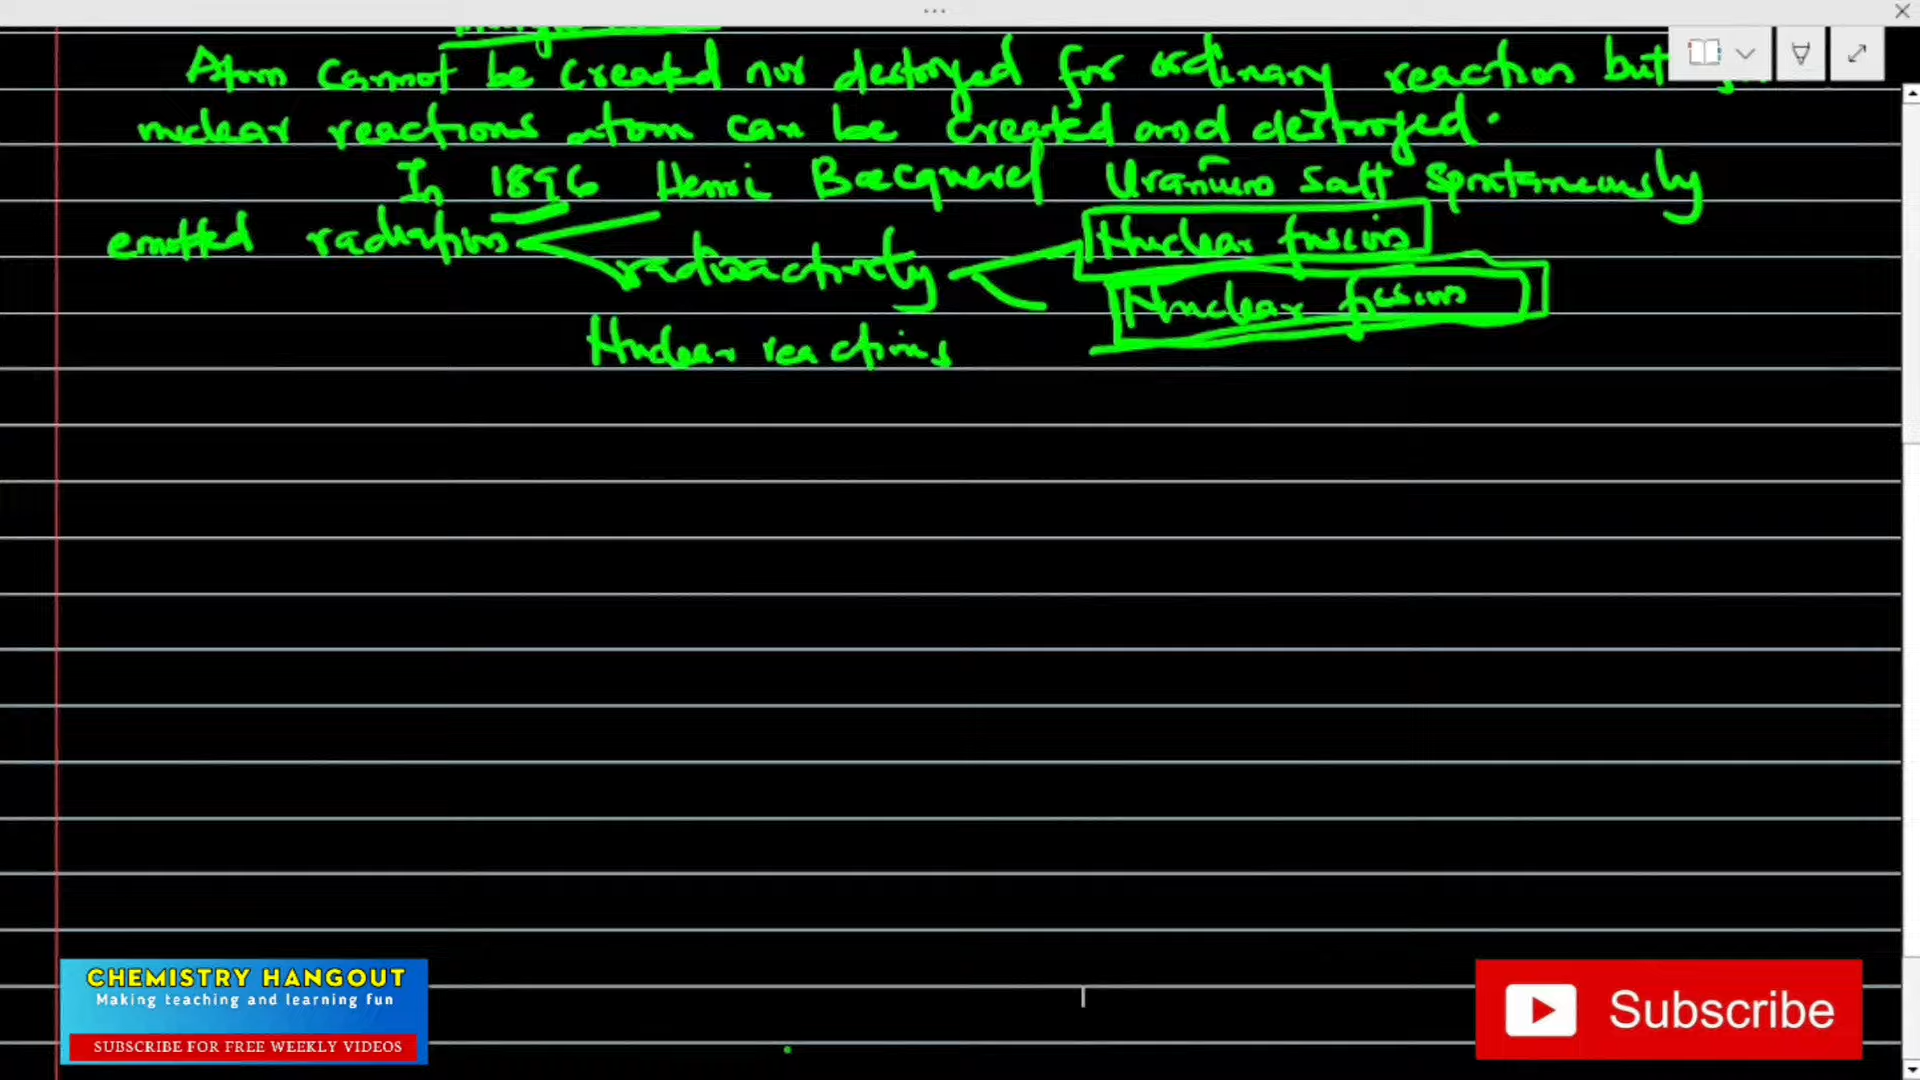 Atom cannot be created nor destroyed for ordinary reaction but
nuclear reactions atom can be created and destroyed.
In 1896 Henri Becquerel Uranium salt spontaneously
emitted radiation
radioactivity
Nuclear fusion
Nuclear fission
Nuclear reactions
CHEMISTRY HANGOUT
Making teaching and learning fun
SUBSCRIBE FOR FREE WEEKLY VIDEOS
Subscribe